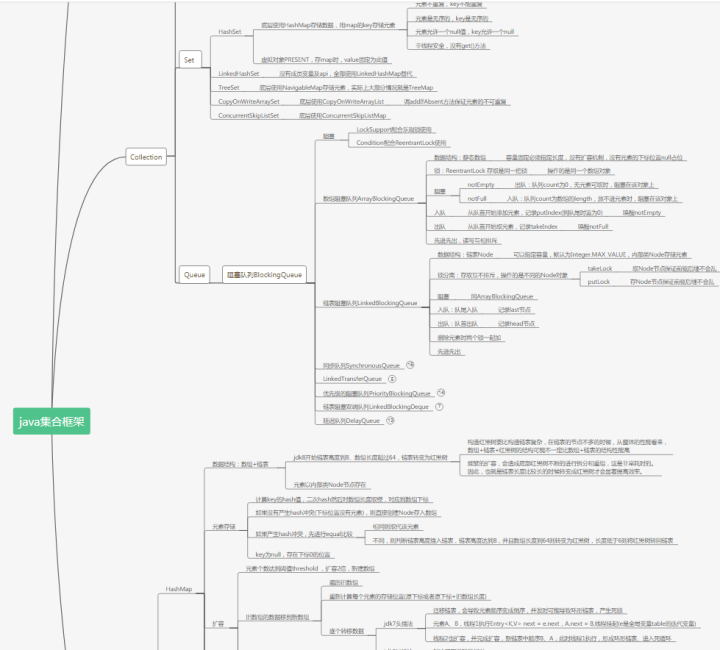 元素不重复，key不能重复
HashSet
底层使用HashMap存储数据，用map的key存储元素
元素是无序的，key是无序的
元素允许一个null值，key允许一个null
非线程安全，没有get()方法
虚拟对象PRESENT，存map时，value固定为此值
Set
LinkedHashSet
没有成员变量及api，全部使用LinkedHashMap替代
TreeSet
底层使用NavigableMap存储元素，实际上大部分情况就是TreeMap
CopyOnWriteArraySet
底层使用CopyOnWriteArrayList
调addIfAbsent方法保证元素的不可重复
ConcurrentSkipListSet
底层使用ConcurrentSkipListMap
Collection
阻塞
LockSupport配合乐观锁使用
Condition配合ReentrantLock使用
数据结构：静态数组
容量固定必须指定长度，没有扩容机制，没有元素的下标位置null占位
锁：ReentrantLock 存取是同一把锁
操作的是同一个数组对象
数组阻塞队列ArrayBlockingQueue
阻塞
notEmpty
出队：队列count为0，无元素可取时，阻塞在该对象上
notFull
入队：队列count为数组的length，放不进元素时，阻塞在该对象上
入队
从队首开始添加元素，记录putIndex(到队尾时置为0)
唤醒notEmpty
出队
从队首开始取元素，记录takeIndex
唤醒notFull
先进先出，读写互相排斥
Queue
阻塞队列BlockingQueue
数据结构：链表Node
可以指定容量，默认为Integer.MAX_VALUE，内部类Node存储元素
锁分离：存取互不排斥，操作的是不同的Node对象
takeLock
取Node节点保证前驱后继不会乱
putLock
存Node节点保证前驱后继不会乱
链表阻塞队列LinkedBlockingQueue
阻塞
同ArrayBlockingQueue
入队：队尾入队
记录last节点
出队：队首出队
记录head节点
删除元素时两个锁一起加
先进先出
同步队列SynchronousQueue
LinkedTransferQueue
优先级的阻塞队列PriorityBlockingQueue
链表阻塞双端队列LinkedBlockingDeque
7
延迟队列DelayQueue
java集合框架
数据结构：数组+链表
jdk8开始链表高度到8、数组长度超过64，链表转变为红黑树
构造红黑树要比构造链表复杂，在链表的节点不多的时候，从整体的性能看来，
数组+链表+红黑树的结构可能不一定比数组+链表的结构性能高
频繁的扩容，会造成底部红黑树不断的进行拆分和重组，这是非常耗时的。
因此，也就是链表长度比较长的时候转变成红黑树才会显著提高效率。
元素以内部类Node节点存在
计算key的hash值，二次hash然后对数组长度取模，对应到数组下标
如果没有产生hash冲突(下标位置没有元素)，则直接创建Node存入数组
元素存储
如果产生hash冲突，先进行equal比较
相同则取代该元素
不同，则判断链表高度插入链表，链表高度达到8，并且数组长度到64则转变为红黑树，长度低于6则将红黑树转回链表
key为null，存在下标0的位置
HashMap
元素个数达到阈值threshold，扩容2倍，新建数组
扩容
遍历旧数组
旧数组的数据移到新数组
重新计算每个元素的存储位置(原下标或者原下标+旧数组长度)
逐个转移数据
jdk7头插法
迁移链表，会导致元素顺序变成倒序，并发时可能导致环形链表，产生死锁
元素A、B，线程1执行Entry<K,V> next = e.next，A.next = B,线程挂起(e是全局变量table的迭代变量)
线程2也扩容，并完成扩容，新链表中顺序B、A，此时线程1执行，形成环形链表、进入死循环